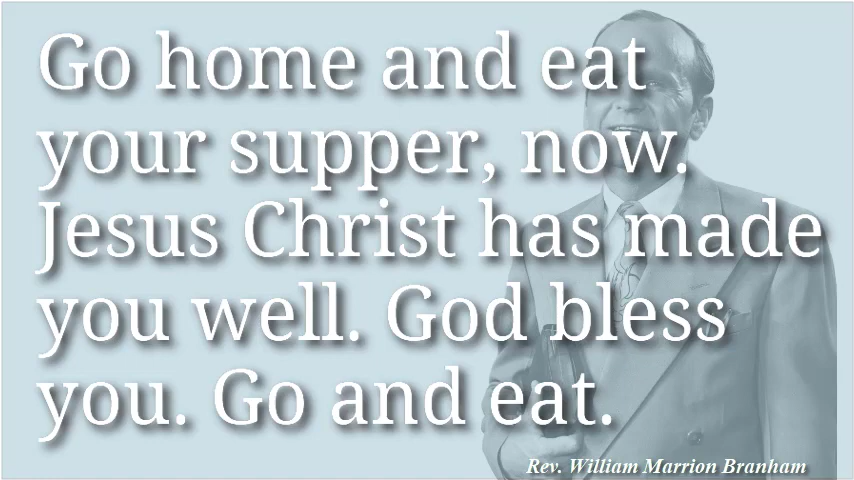 Go home and eat
your supper, now.
Jesus Christ has made
you well. God bless
you. Go and eat.
Rev. William Marrion Branham